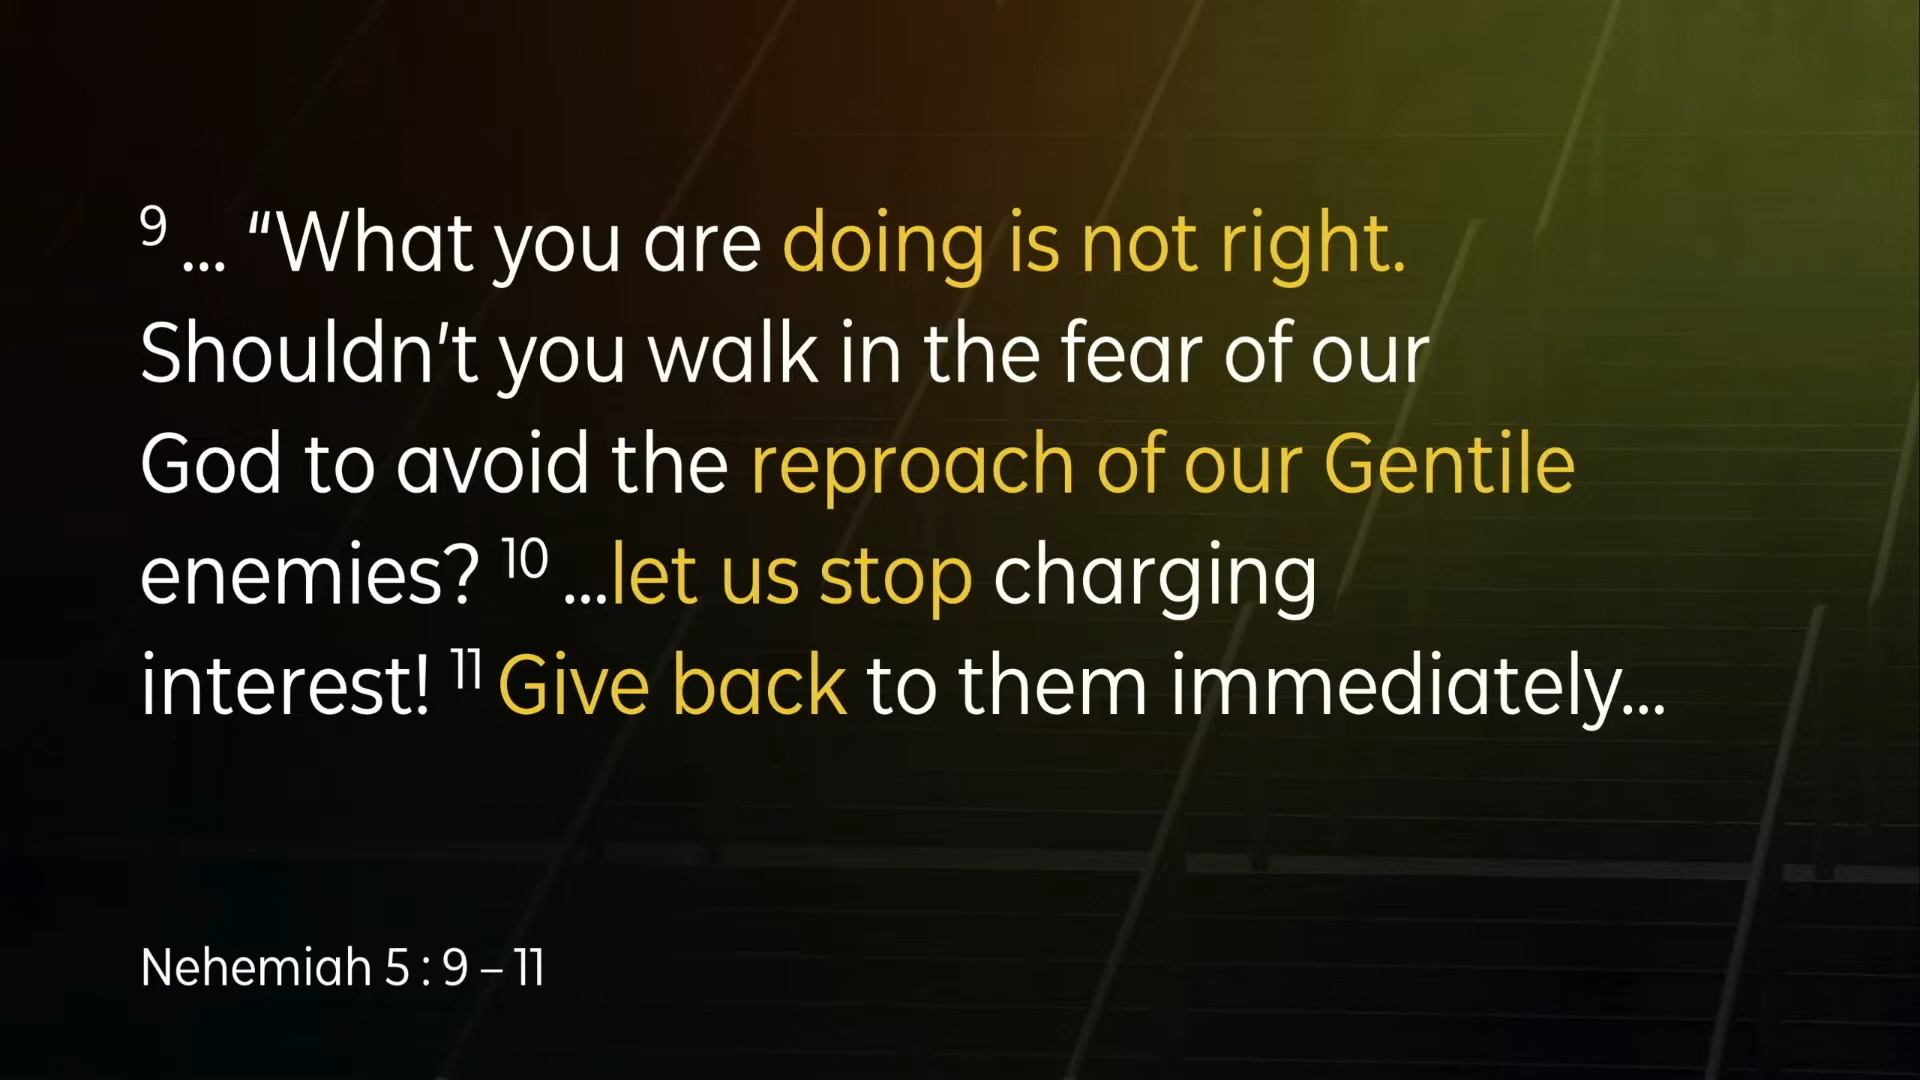 9 ... “What you are doing is not right.
Shouldn’t you walk in the fear of our
God to avoid the reproach of our Gentile
enemies? 10 ...let us stop charging
interest! 11 Give back to them immediately...
Nehemiah 5 : 9 – 11